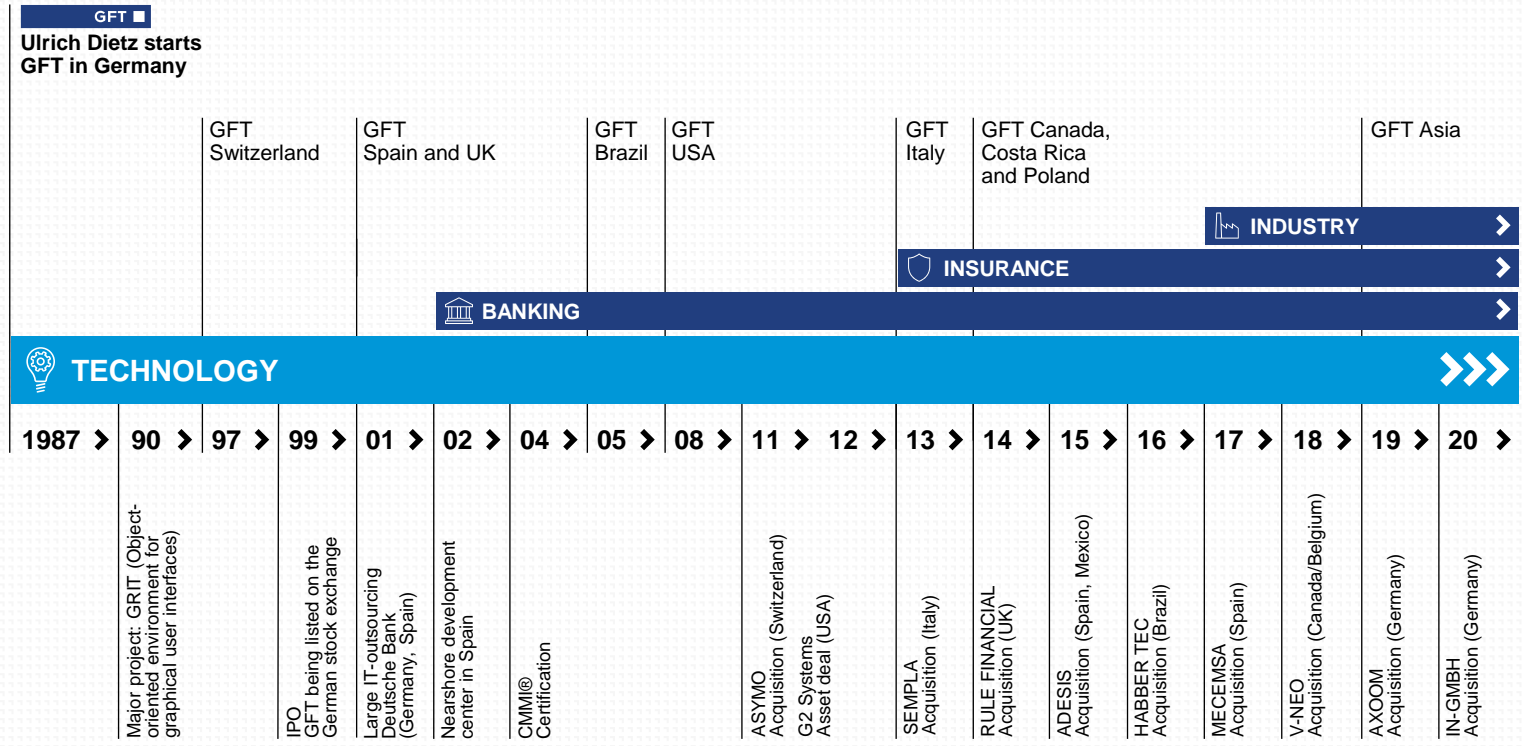 GFT
Ulrich Dietz starts
GFT in Germany
GFT
Switzerland
GFT
Spain and UK
GFT
Brazil
GFT
USA
GFT
Italy
GFT Canada,
Costa Rica
and Poland
GFT Asia
INDUSTRY
INSURANCE
BANKING
TECHNOLOGY
1987 90 97 99 01 02 04 05 08 11 12 13 14 15 16 17 18 19 20
Major project: GRIT (Object-
oriented environment for
graphical user interfaces)
IPO
GFT being listed on the
German stock exchange
Large IT-outsourcing
Deutsche Bank
(Germany, Spain)
Nearshore development
center in Spain
CMMI®
Certification
ASYMO
Acquisition (Switzerland)
G2 Systems
Asset deal (USA)
SEMPLA
Acquisition (Italy)
RULE FINANCIAL
Acquisition (UK)
ADESIS
Acquisition (Spain, Mexico)
HABBER TEC
Acquisition (Brazil)
MECEMSA
Acquisition (Spain)
V-NEO
Acquisition (Canada/Belgium)
AXOOM
Acquisition (Germany)
IN-GMBH
Acquisition (Germany)